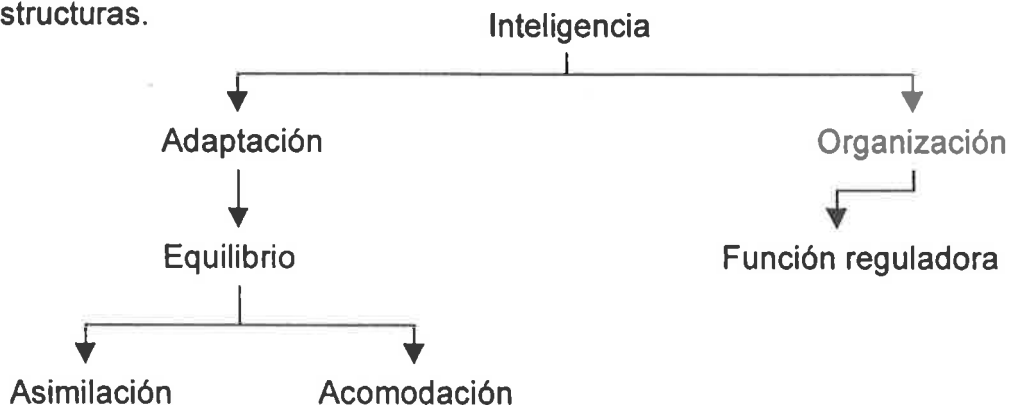 structuras.
Inteligencia
Adaptación Organización
Equilibrio Función reguladora
Asimilación Acomodación